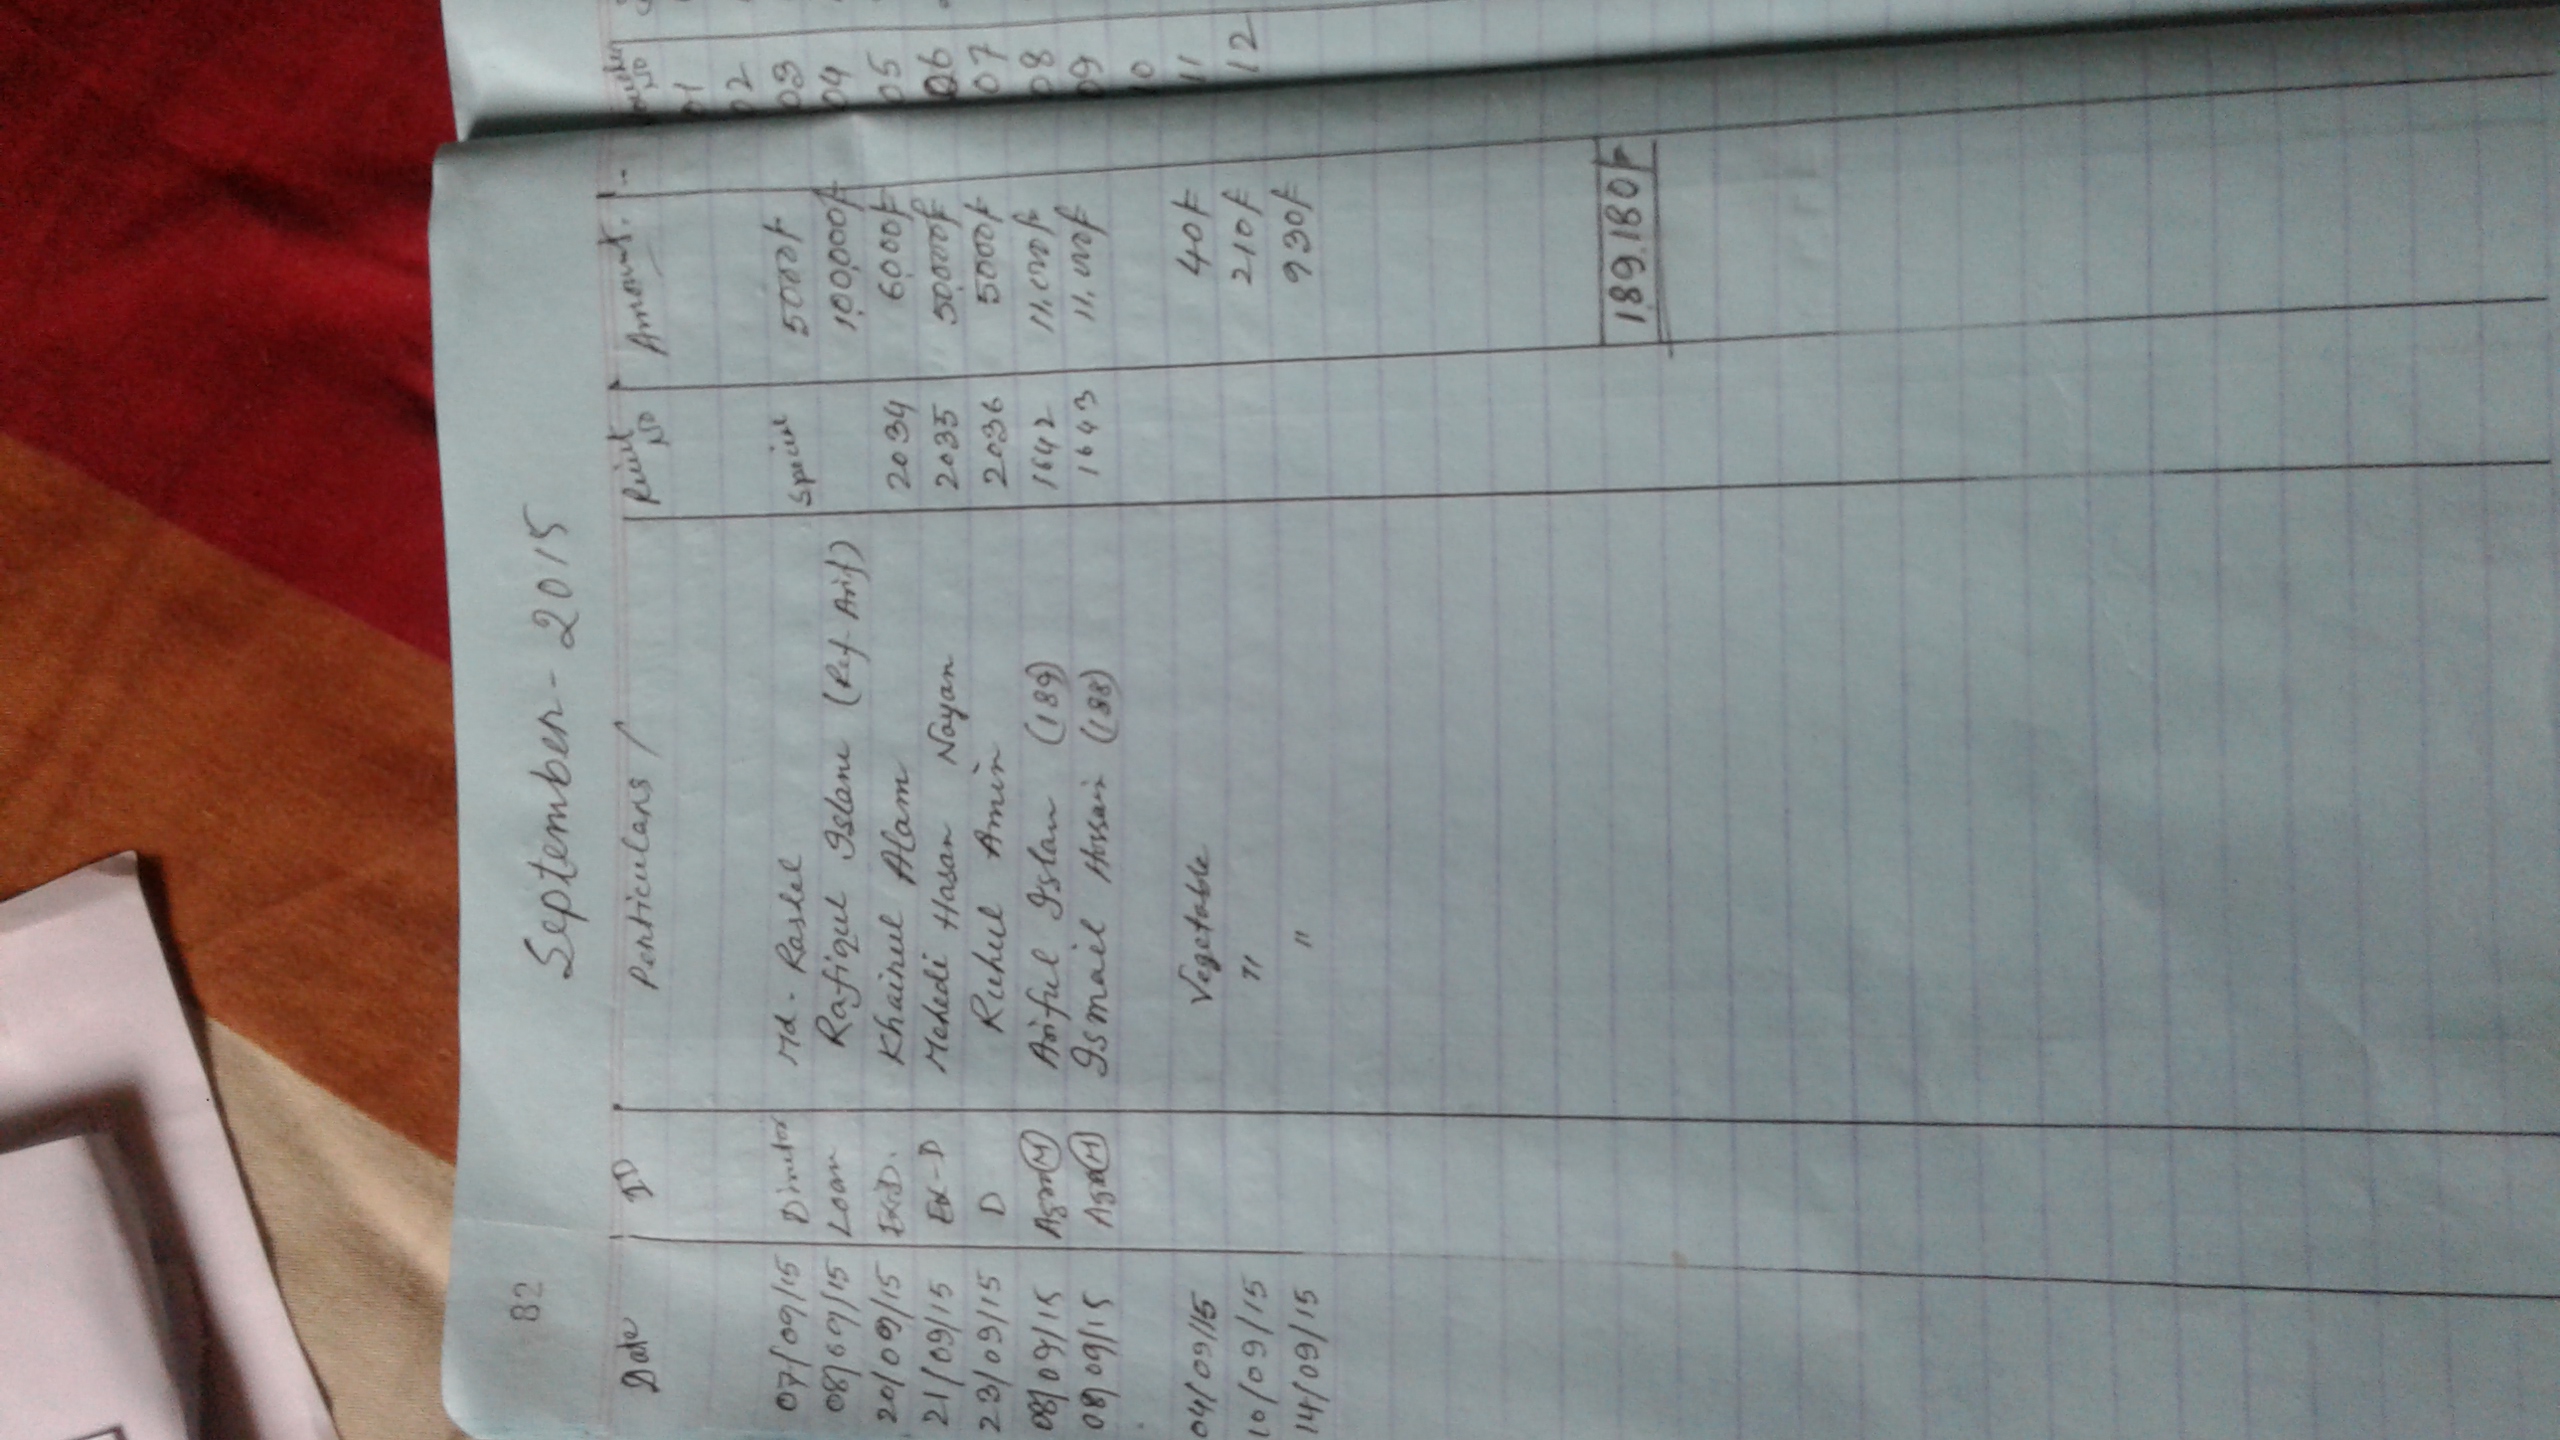 82
September - 2015
Date ID Perticulars / Reciet No Amount.
07/09/15 Director Md. Rashel Special 5000/-
08/09/15 Loan Rafiqul Islam (Ref- Arif) 100,000/-
20/09/15 Ex-D. Khairul Alam 2034 6000/-
21/09/15 Ex-D Mehedi Hasan Nayan 2035 50,000/-
23/09/15 D Ruhul Amin 2036 5000/-
08/09/15 Agro (M) Ariful Islam (189) 1642 11,000/-
08/09/15 Agro (M) Ismail Hossain (188) 1643 11,000/-
04/09/15 Vegetable 40/-
10/09/15 " 210/-
14/09/15 " 930/-
189,180/-
oucher No
01
02
03
04
05
06
07
08
09
10
11
12